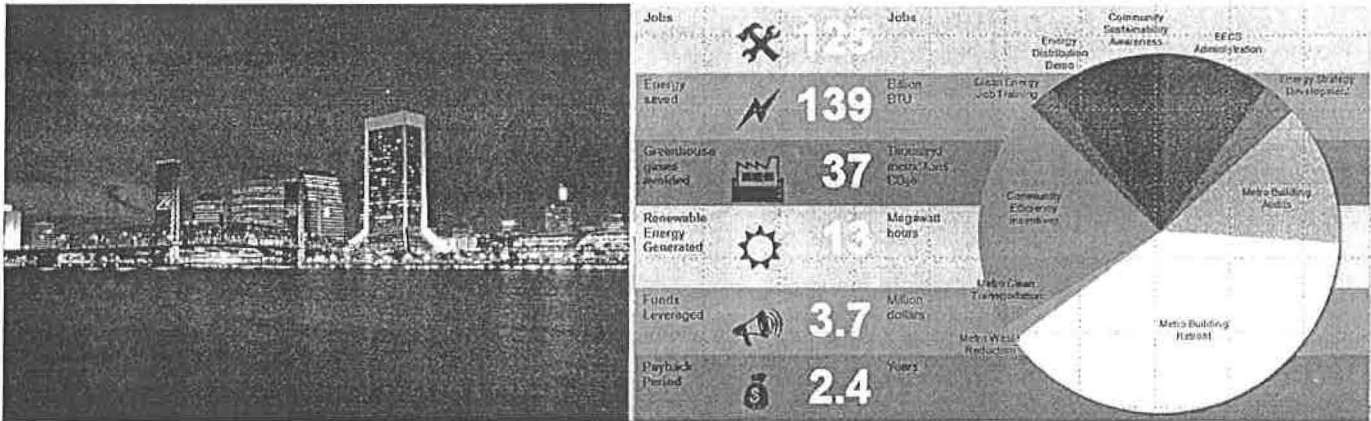 Jobs
125
Jobs
Energy
saved
139
Billion
BTU
Greenhouse
gases
avoided
37
Thousand
metric tons
CO₂e
Renewable
Energy
Generated
13
Megawatt
hours
Funds
Leveraged
3.7
Million
dollars
Payback
Period
$
2.4
Years
Community
Sustainability
Awareness
EECS
Administration
Energy
Distribution
Demo
Energy Strategy
Development
Clean Energy
Job Training
Metro Building
Audits
Community
Efficiency
Incentives
Metro Clean
Transportation
Metro Building
Retrofit
Metro Waste
Reduction